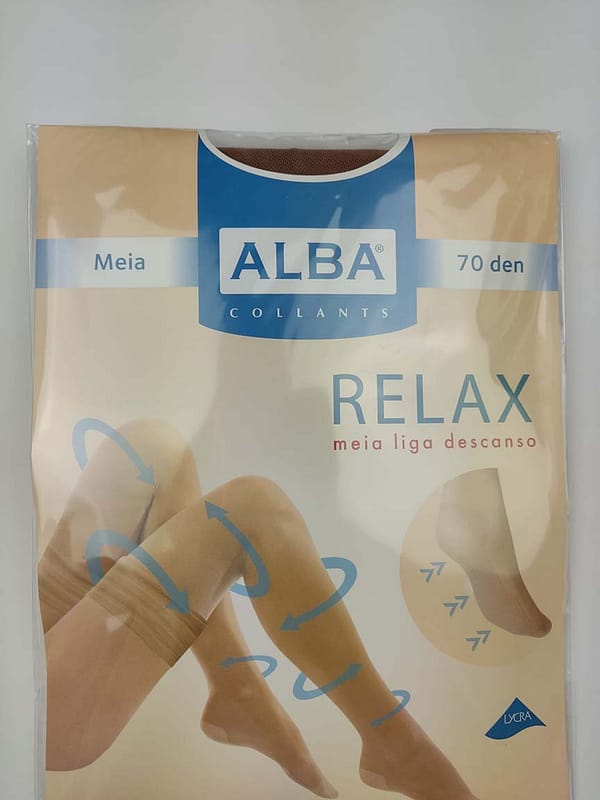 Meia
ALBA®
70 den
COLLANTS
RELAX
meia liga descanso
LYCRA